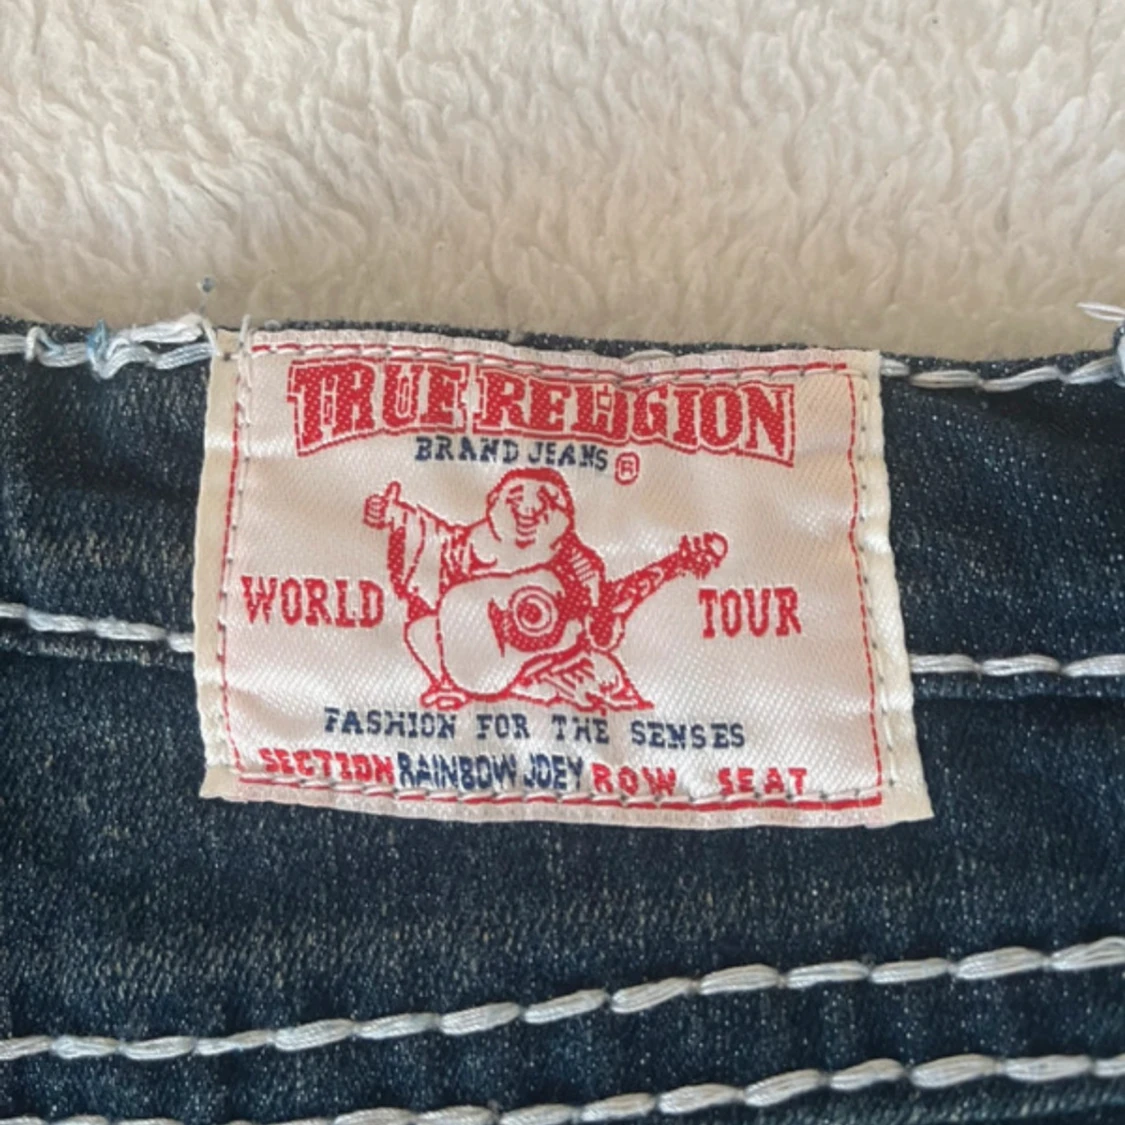 TRUE RELIGION
BRAND JEANS ®
WORLD TOUR
FASHION FOR THE SENSES
SECTION RAINBOW JOEY ROW SEAT